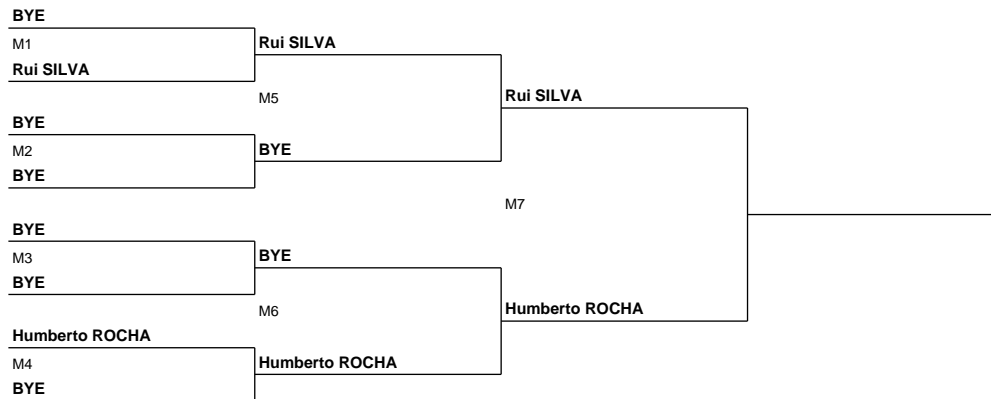 BYE
M1
Rui SILVA
Rui SILVA
M5
Rui SILVA
BYE
M2
BYE
BYE
M7
BYE
M3
BYE
BYE
M6
Humberto ROCHA
Humberto ROCHA
M4
Humberto ROCHA
BYE